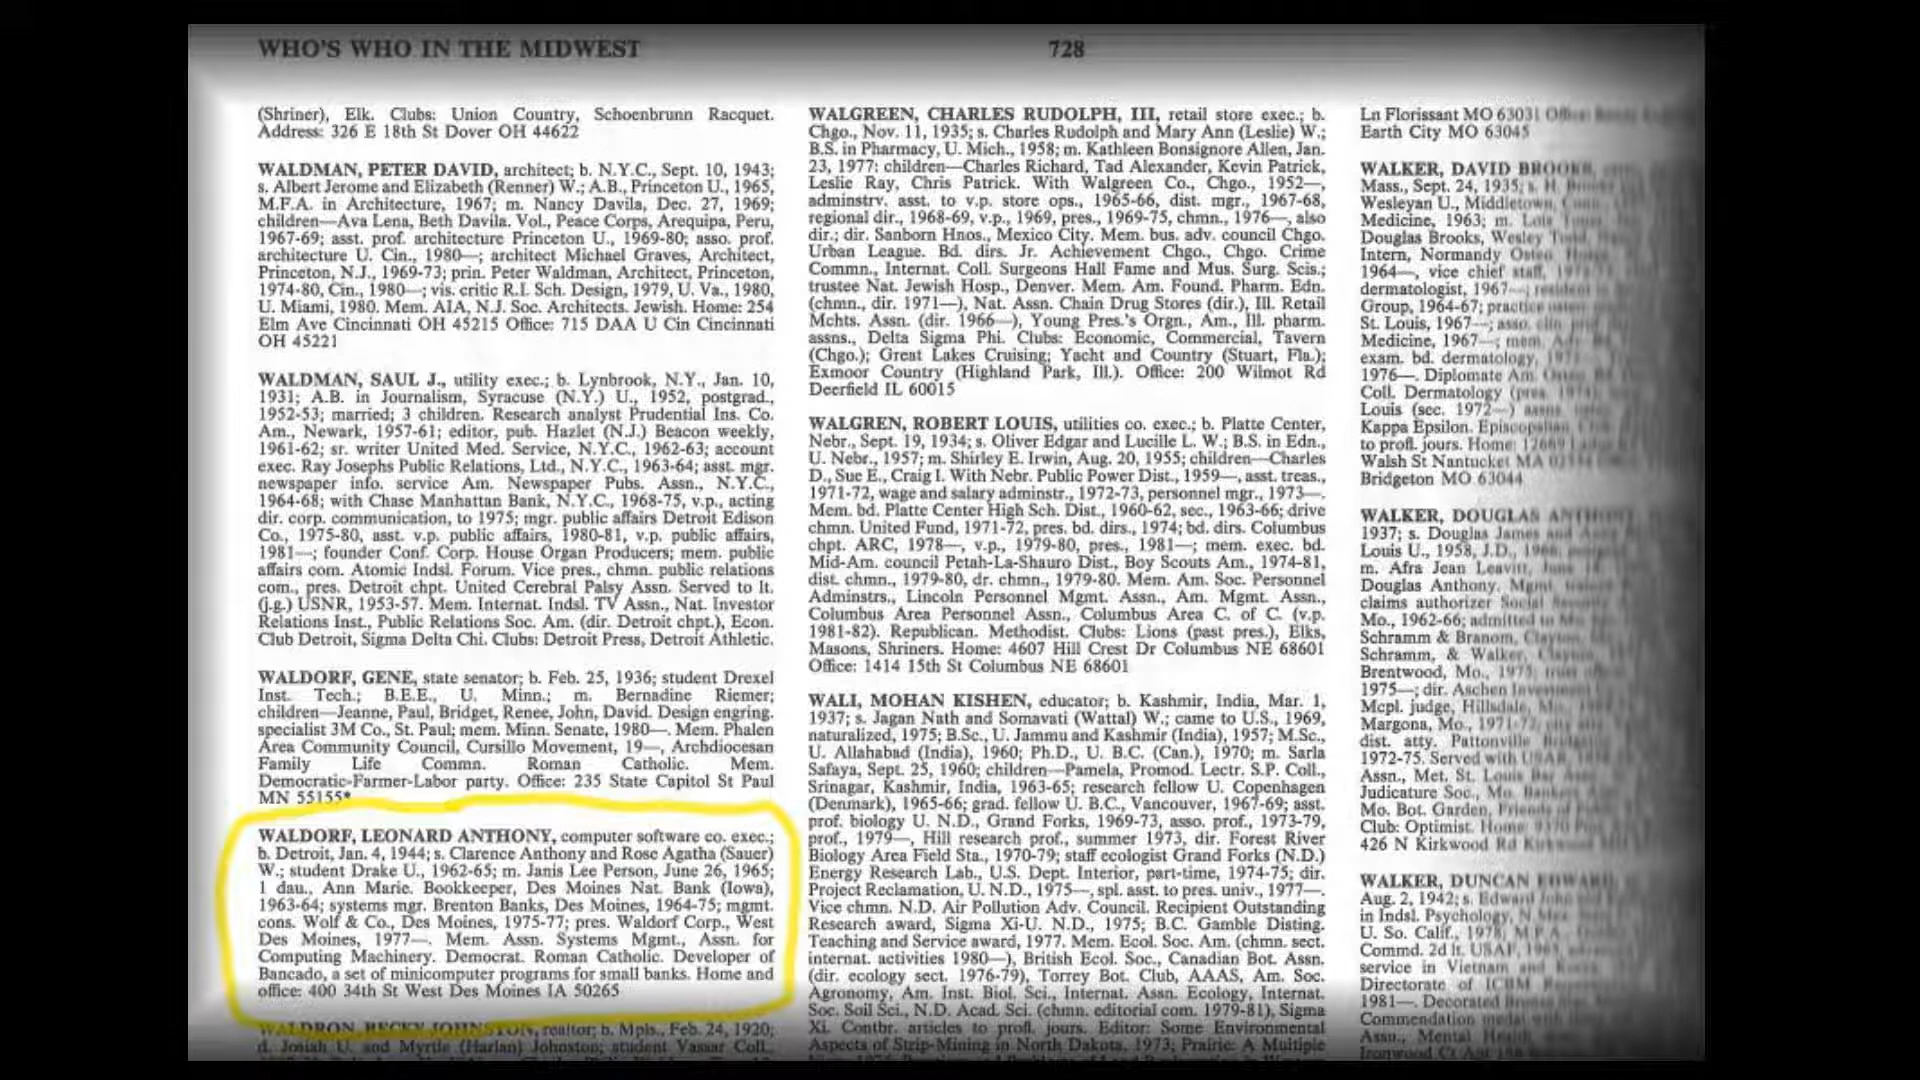 WHO'S WHO IN THE MIDWEST
728
(Shriner), Elk. Clubs: Union Country, Schoenbrunn Racquet.
Address: 326 E 18th St Dover OH 44622
WALDMAN, PETER DAVID, architect; b. N.Y.C., Sept. 10, 1943;
s. Albert Jerome and Elizabeth (Renner) W.; A.B., Princeton U., 1965,
M.F.A. in Architecture, 1967; m. Nancy Davila, Dec. 27, 1969;
children—Ava Lena, Beth Davila. Vol., Peace Corps, Arequipa, Peru,
1967-69; asst. prof. architecture Princeton U., 1969-80; asso. prof.
architecture U. Cin., 1980—; architect Michael Graves, Architect,
Princeton, N.J., 1969-73; prin. Peter Waldman, Architect, Princeton,
1974-80, Cin., 1980—; vis. critic R.I. Sch. Design, 1979, U. Va., 1980,
U. Miami, 1980. Mem. AIA, N.J. Soc. Architects. Jewish. Home: 254
Elm Ave Cincinnati OH 45215 Office: 715 DAA U Cin Cincinnati
OH 45221
WALDMAN, SAUL J., utility exec.; b. Lynbrook, N.Y., Jan. 10,
1931; A.B. in Journalism, Syracuse (N.Y.) U., 1952, postgrad.,
1952-53; married; 3 children. Research analyst Prudential Ins. Co.
Am., Newark, 1957-61; editor, pub. Hazlet (N.J.) Beacon weekly,
1961-62; sr. writer United Med. Service, N.Y.C., 1962-63; account
exec. Ray Josephs Public Relations, Ltd., N.Y.C., 1963-64; asst. mgr.
newspaper info. service Am. Newspaper Pubs. Assn., N.Y.C.,
1964-68; with Chase Manhattan Bank, N.Y.C., 1968-75, v.p., acting
dir. corp. communication, to 1975; mgr. public affairs Detroit Edison
Co., 1975-80, asst. v.p. public affairs, 1980-81, v.p. public affairs,
1981—; founder Conf. Corp. House Organ Producers; mem. public
affairs com. Atomic Indsl. Forum. Vice pres., chmn. public relations
com., pres. Detroit chpt. United Cerebral Palsy Assn. Served to lt.
(j.g.) USNR, 1953-57. Mem. Internat. Indsl. TV Assn., Nat. Investor
Relations Inst., Public Relations Soc. Am. (dir. Detroit chpt.), Econ.
Club Detroit, Sigma Delta Chi. Clubs: Detroit Press, Detroit Athletic.
WALDORF, GENE, state senator; b. Feb. 25, 1936; student Drexel
Inst. Tech.; B.E.E., U. Minn.; m. Bernadine Riemer;
children—Jeanne, Paul, Bridget, Renee, John, David. Design engring.
specialist 3M Co., St. Paul; mem. Minn. Senate, 1980—. Mem. Phalen
Area Community Council, Cursillo Movement, 19—, Archdiocesan
Family Life Commn. Roman Catholic. Mem.
Democratic-Farmer-Labor party. Office: 235 State Capitol St Paul
MN 55155*
WALDORF, LEONARD ANTHONY, computer software co. exec.;
b. Detroit, Jan. 4, 1944; s. Clarence Anthony and Rose Agatha (Sauer)
W.; student Drake U., 1962-65; m. Janis Lee Person, June 26, 1965;
1 dau., Ann Marie. Bookkeeper, Des Moines Nat. Bank (Iowa),
1963-64; systems mgr. Brenton Banks, Des Moines, 1964-75; mgmt.
cons. Wolf & Co., Des Moines, 1975-77; pres. Waldorf Corp., West
Des Moines, 1977—. Mem. Assn. Systems Mgmt., Assn. for
Computing Machinery. Democrat. Roman Catholic. Developer of
Bancado, a set of minicomputer programs for small banks. Home and
office: 400 34th St West Des Moines IA 50265
WALDRON, BECKY JOHNSTON, realtor; b. Mpls., Feb. 24, 1920;
d. Josiah U. and Myrtle (Harlan) Johnston; student Vassar Coll.,
WALGREEN, CHARLES RUDOLPH, III, retail store exec.; b.
Chgo., Nov. 11, 1935; s. Charles Rudolph and Mary Ann (Leslie) W.;
B.S. in Pharmacy, U. Mich., 1958; m. Kathleen Bonsignore Allen, Jan.
23, 1977; children—Charles Richard, Tad Alexander, Kevin Patrick,
Leslie Ray, Chris Patrick. With Walgreen Co., Chgo., 1952—,
adminstrv. asst. to v.p. store ops., 1965-66, dist. mgr., 1967-68,
regional dir., 1968-69, v.p., 1969, pres., 1969-75, chmn., 1976—, also
dir.; dir. Sanborn Hnos., Mexico City. Mem. bus. adv. council Chgo.
Urban League. Bd. dirs. Jr. Achievement Chgo., Chgo. Crime
Commn., Internat. Coll. Surgeons Hall Fame and Mus. Surg. Scis.;
trustee Nat. Jewish Hosp., Denver. Mem. Am. Found. Pharm. Edn.
(chmn., dir. 1971—), Nat. Assn. Chain Drug Stores (dir.), Ill. Retail
Mchts. Assn. (dir. 1966—), Young Pres.'s Orgn., Am., Ill. pharm.
assns., Delta Sigma Phi. Clubs: Economic, Commercial, Tavern
(Chgo.); Great Lakes Cruising; Yacht and Country (Stuart, Fla.);
Exmoor Country (Highland Park, Ill.). Office: 200 Wilmot Rd
Deerfield IL 60015
WALGREN, ROBERT LOUIS, utilities co. exec.; b. Platte Center,
Nebr., Sept. 19, 1934; s. Oliver Edgar and Lucille L. W.; B.S. in Edn.,
U. Nebr., 1957; m. Shirley E. Irwin, Aug. 20, 1955; children—Charles
D., Sue E., Craig I. With Nebr. Public Power Dist., 1959—, asst. treas.,
1971-72, wage and salary adminstr., 1972-73, personnel mgr., 1973—.
Mem. bd. Platte Center High Sch. Dist., 1960-62, sec., 1963-66; drive
chmn. United Fund, 1971-72, pres. bd. dirs., 1974; bd. dirs. Columbus
chpt. ARC, 1978—, v.p., 1979-80, pres., 1981—; mem. exec. bd.
Mid-Am. council Petah-La-Shauro Dist., Boy Scouts Am., 1974-81,
dist. chmn., 1979-80, dr. chmn., 1979-80. Mem. Am. Soc. Personnel
Adminstrs., Lincoln Personnel Mgmt. Assn., Am. Mgmt. Assn.,
Columbus Area Personnel Assn., Columbus Area C. of C. (v.p.
1981-82). Republican. Methodist. Clubs: Lions (past pres.), Elks,
Masons, Shriners. Home: 4607 Hill Crest Dr Columbus NE 68601
Office: 1414 15th St Columbus NE 68601
WALI, MOHAN KISHEN, educator; b. Kashmir, India, Mar. 1,
1937; s. Jagan Nath and Somavati (Wattal) W.; came to U.S., 1969,
naturalized, 1975; B.Sc., U. Jammu and Kashmir (India), 1957; M.Sc.,
U. Allahabad (India), 1960; Ph.D., U. B.C. (Can.), 1970; m. Sarla
Safaya, Sept. 25, 1960; children—Pamela, Promod. Lectr. S.P. Coll.,
Srinagar, Kashmir, India, 1963-65; research fellow U. Copenhagen
(Denmark), 1965-66; grad. fellow U. B.C., Vancouver, 1967-69; asst.
prof. biology U. N.D., Grand Forks, 1969-73, asso. prof., 1973-79,
prof., 1979—, Hill research prof., summer 1973, dir. Forest River
Biology Area Field Sta., 1970-79; staff ecologist Grand Forks (N.D.)
Energy Research Lab., U.S. Dept. Interior, part-time, 1974-75; dir.
Project Reclamation, U. N.D., 1975—, spl. asst. to pres. univ., 1977—.
Vice chmn. N.D. Air Pollution Adv. Council. Recipient Outstanding
Research award, Sigma Xi-U. N.D., 1975; B.C. Gamble Disting.
Teaching and Service award, 1977. Mem. Ecol. Soc. Am. (chmn. sect.
internat. activities 1980—), British Ecol. Soc., Canadian Bot. Assn.
(dir. ecology sect. 1976-79), Torrey Bot. Club, AAAS, Am. Soc.
Agronomy, Am. Inst. Biol. Sci., Internat. Assn. Ecology, Internat.
Soc. Soil Sci., N.D. Acad. Sci. (chmn. editorial com. 1979-81), Sigma
Xi. Contbr. articles to profl. jours. Editor: Some Environmental
Aspects of Strip-Mining in North Dakota, 1973; Prairie: A Multiple
Ln Florissant MO 63031
Earth City MO 63045
WALKER, DAVID BROOKS,
Mass., Sept. 24, 1935; s. H.
Wesleyan U., Middletown,
Medicine, 1963; m.
Douglas Brooks, Wesley
Intern, Normandy
1964—, vice chief staff,
dermatologist, 1967—;
Group, 1964-67; practice
St. Louis, 1967—; asso. clin.
Medicine, 1967—; mem.
exam. bd. dermatology,
1976—. Diplomate Am.
Coll. Dermatology
Louis (sec. 1972—)
Kappa Epsilon. Episcopalian.
to profl. jours. Home:
Walsh St Nantucket MA
Bridgeton MO 63044
WALKER, DOUGLAS ANTHONY,
1937; s. Douglas James and
Louis U., 1958, J.D.,
m. Afra Jean Leavitt,
Douglas Anthony. Mgmt.
claims authorizer Social
Mo., 1962-66; admitted to
Schramm & Branom, Clayton,
Schramm, & Walker,
Brentwood, Mo., 1975;
1975—; dir. Aschen
Mcpl. judge, Hillsdale,
Margona, Mo., 1971-77;
dist. atty. Pattonville
1972-75. Served with
Assn., Met. St. Louis Bar
Judicature Soc., Mo.
Mo. Bot. Garden, Friends of
Club: Optimist. Home:
426 N Kirkwood Rd
WALKER, DUNCAN EDWARD,
Aug. 2, 1942; s. Edward
in Indsl. Psychology,
U. So. Calif., 1978,
Commd. 2d lt. USAF,
service in Vietnam and
Directorate of ICBM
1981—. Decorated
Commendation medal with
Assn., Mental
Ironwood Ct Apt